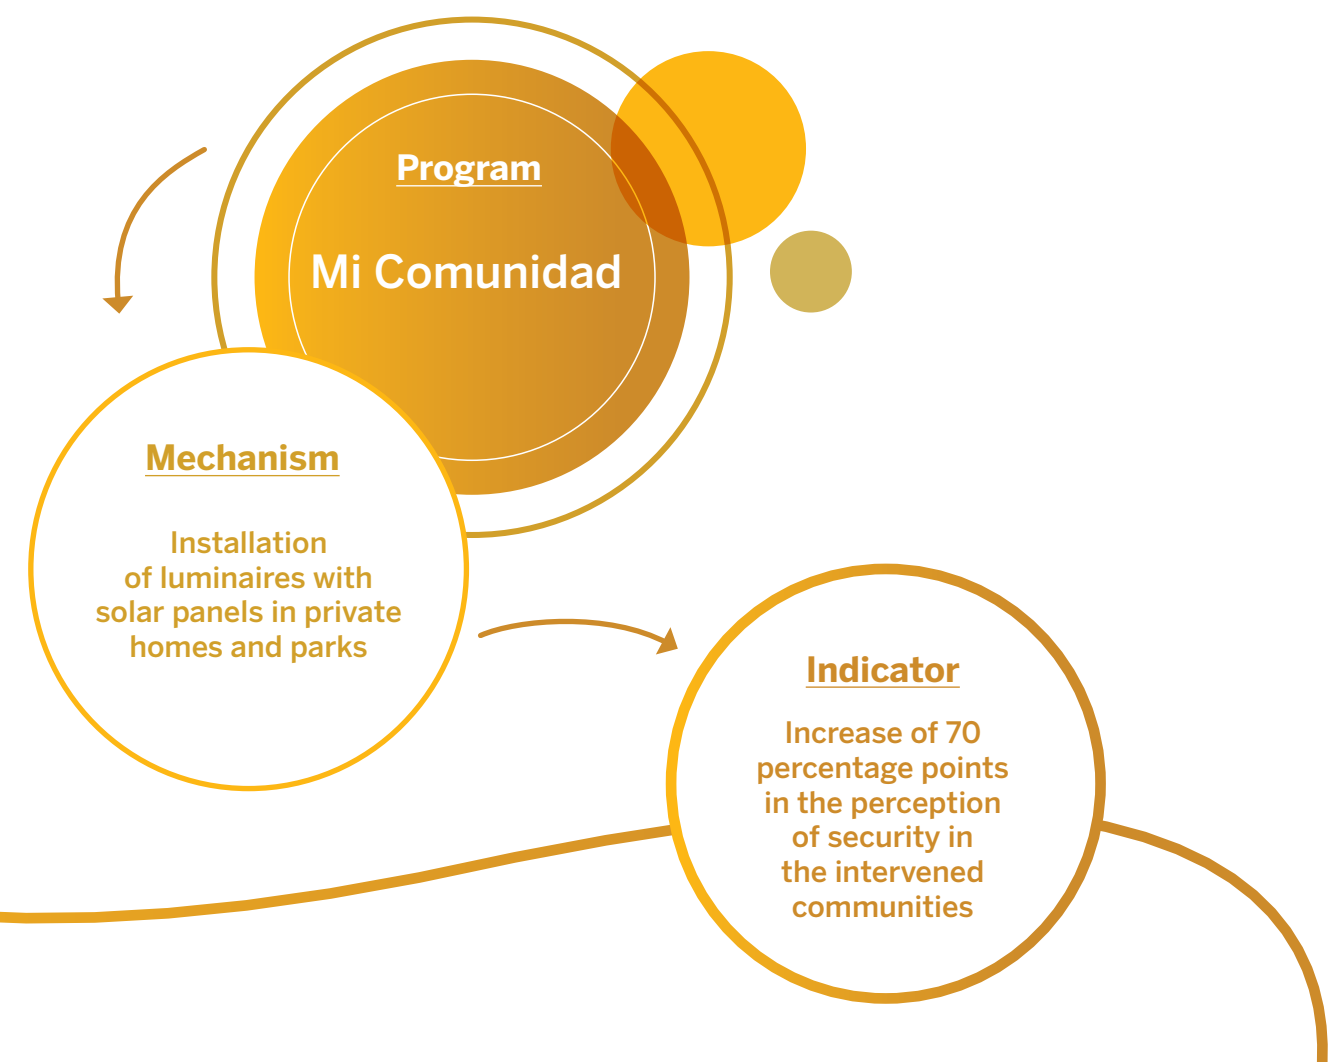 Program
Mi Comunidad
Mechanism
Installation
of luminaires with
solar panels in private
homes and parks
Indicator
Increase of 70
percentage points
in the perception
of security in
the intervened
communities